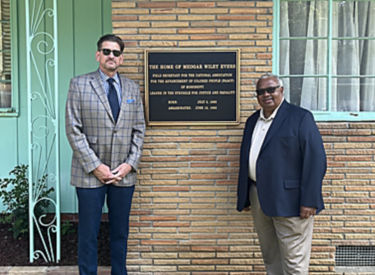 THE HOME OF MEDGAR WILEY EVERS
FIELD SECRETARY FOR THE NATIONAL ASSOCIATION
FOR THE ADVANCEMENT OF COLORED PEOPLE (NAACP)
IN MISSISSIPPI
LEADER IN THE STRUGGLE FOR JUSTICE AND EQUALITY
BORN JULY 2, 1925
ASSASSINATED JUNE 12, 1963